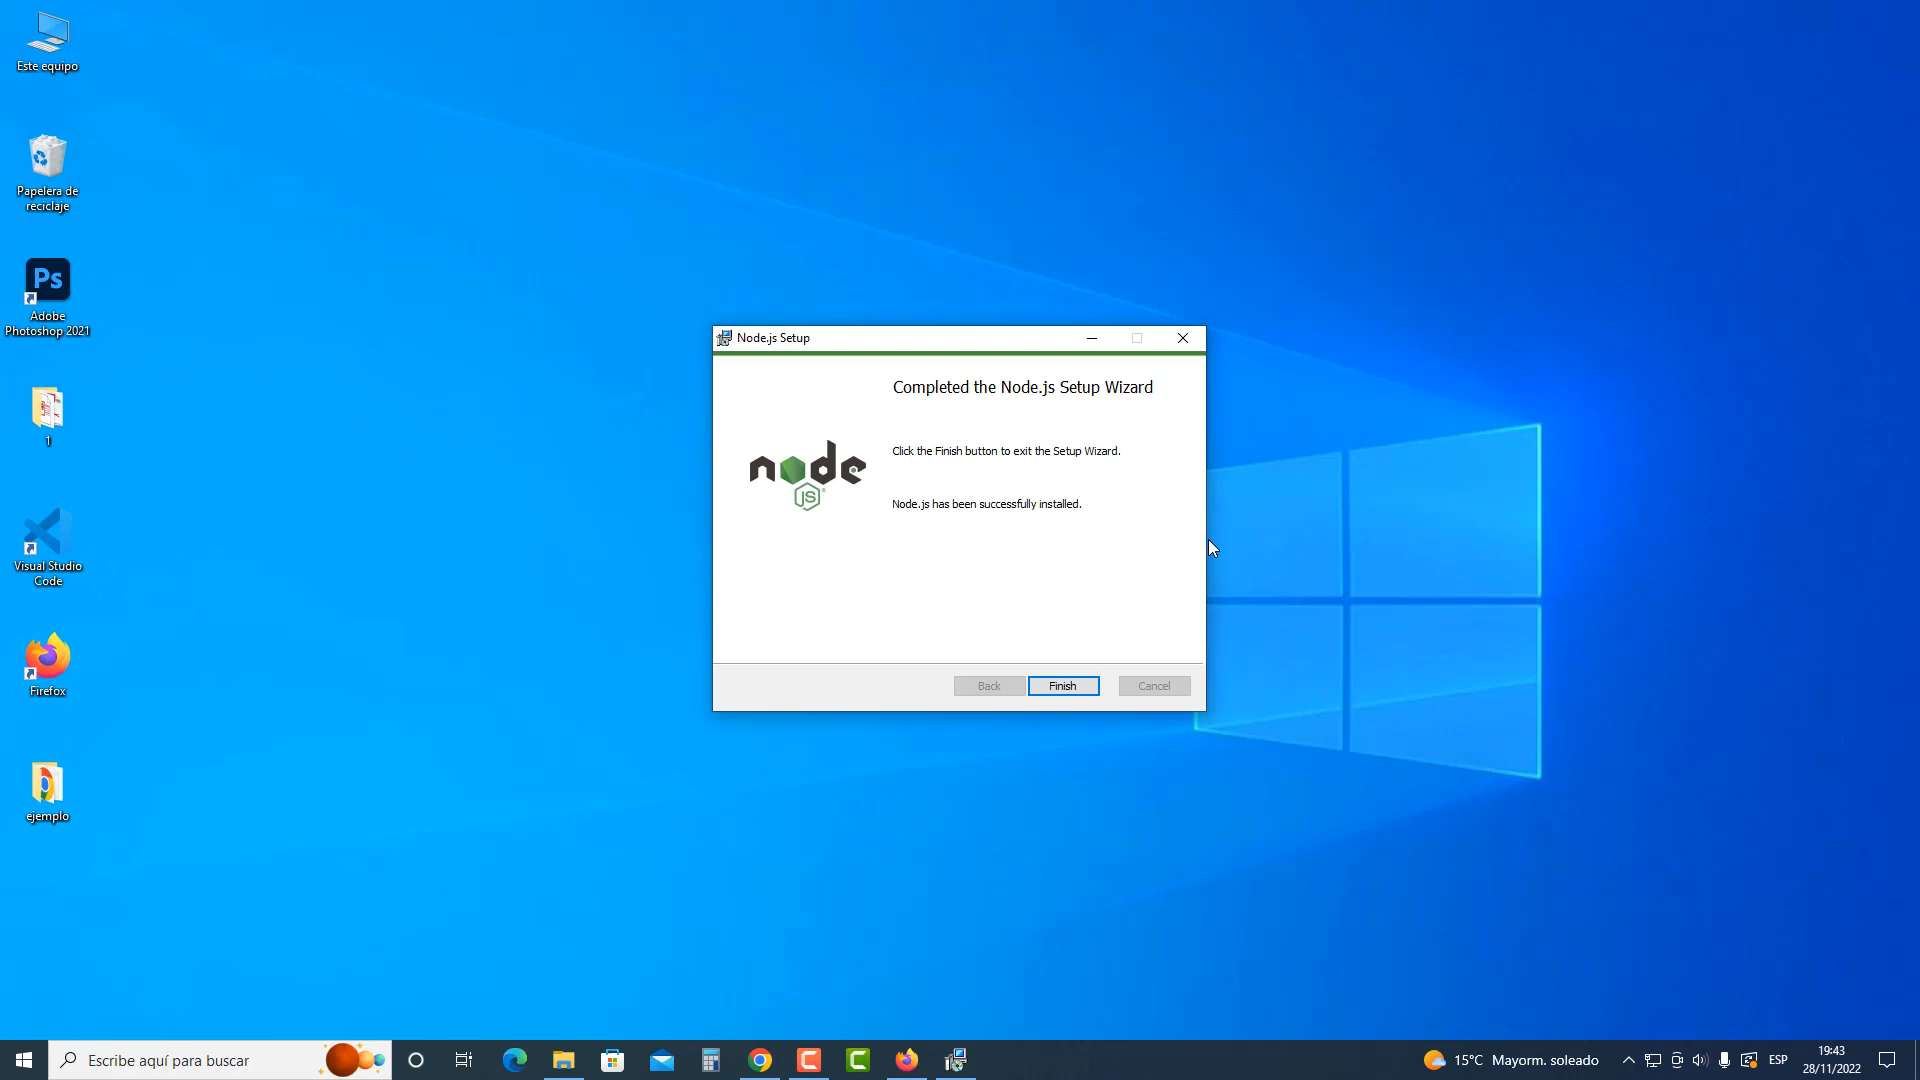 Este equipo
Papelera de
reciclaje
Ps
Adobe
Photoshop 2021
1
Visual Studio
Code
Firefox
ejemplo
Node.js Setup
Completed the Node.js Setup Wizard
node
JS
Click the Finish button to exit the Setup Wizard.
Node.js has been successfully installed.
Back
Finish
Cancel
Escribe aquí para buscar
15°C Mayorm. soleado
ESP
19:43
28/11/2022